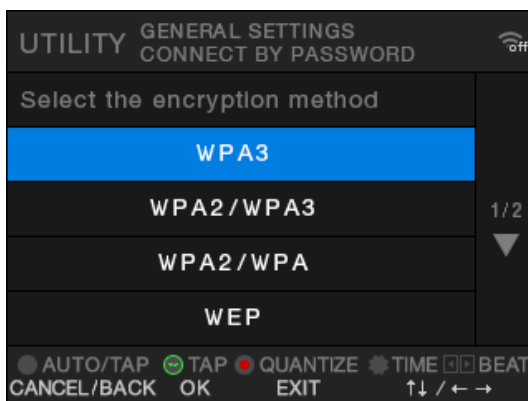 UTILITY GENERAL SETTINGS
CONNECT BY PASSWORD
off
Select the encryption method
WPA3
WPA2/WPA3
1/2
WPA2/WPA
WEP
AUTO/TAP TAP QUANTIZE TIME BEAT
CANCEL/BACK OK EXIT ↑↓/←→